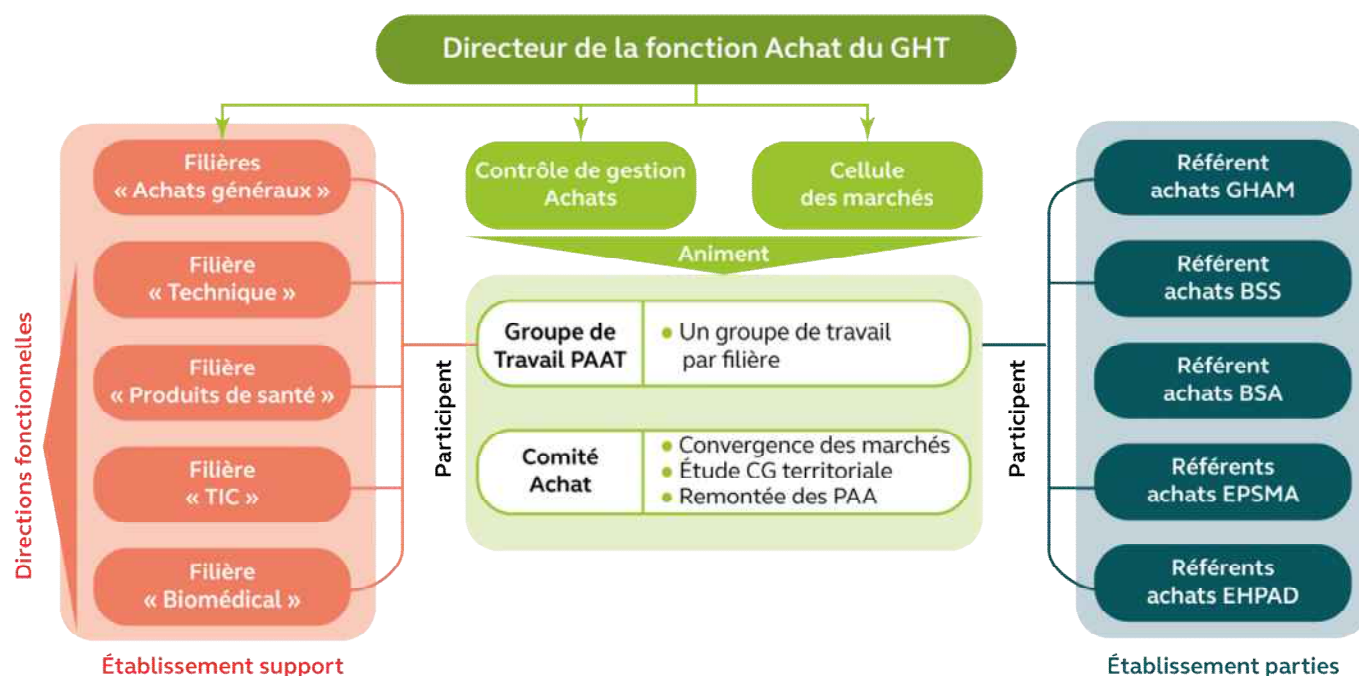 Directeur de la fonction Achat du GHT
Filières
« Achats généraux »
Filière
« Technique »
Filière
« Produits de santé »
Filière
« TIC »
Filière
« Biomédical »
Directions fonctionnelles
Établissement support
Participent
Contrôle de gestion
Achats
Cellule
des marchés
Animent
Groupe de
Travail PAAT
• Un groupe de travail
par filière
Comité
Achat
• Convergence des marchés
• Étude CG territoriale
• Remontée des PAA
Participent
Référent
achats GHAM
Référent
achats BSS
Référent
achats BSA
Référents
achats EPSMA
Référents
achats EHPAD
Établissement parties